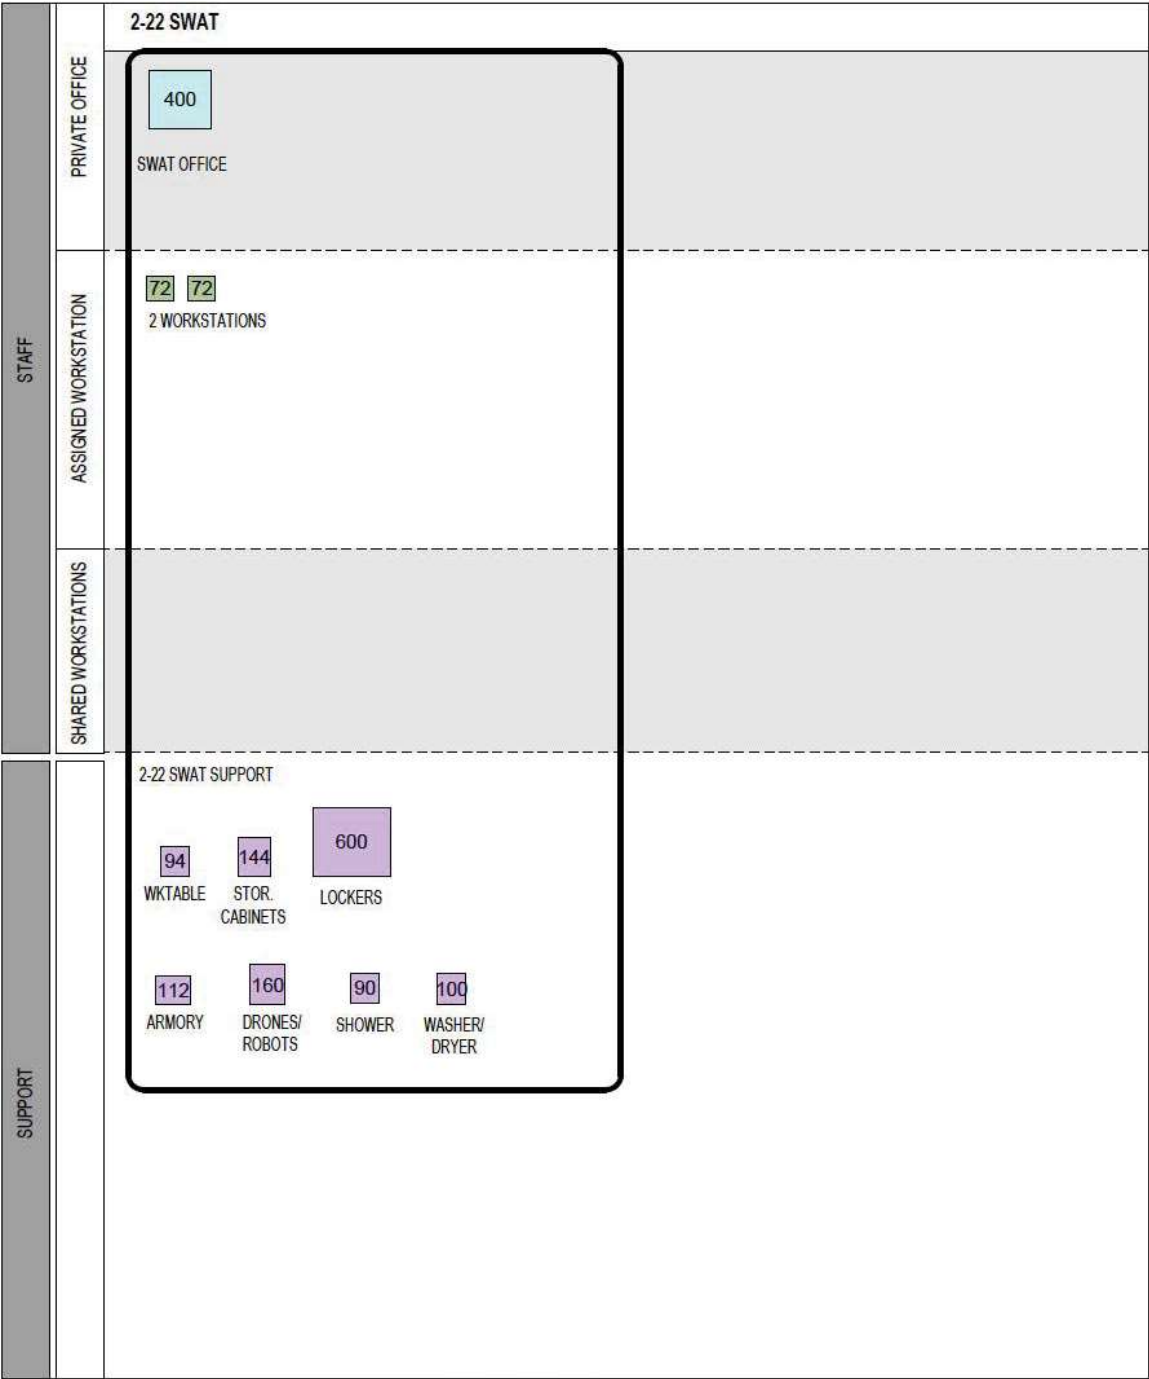 2-22 SWAT
STAFF
PRIVATE OFFICE
400
SWAT OFFICE
ASSIGNED WORKSTATION
72 72
2 WORKSTATIONS
SHARED WORKSTATIONS
SUPPORT
2-22 SWAT SUPPORT
94 144 600
WKTABLE STOR. LOCKERS
CABINETS
112 160 90 100
ARMORY DRONES/ SHOWER WASHER/
ROBOTS DRYER